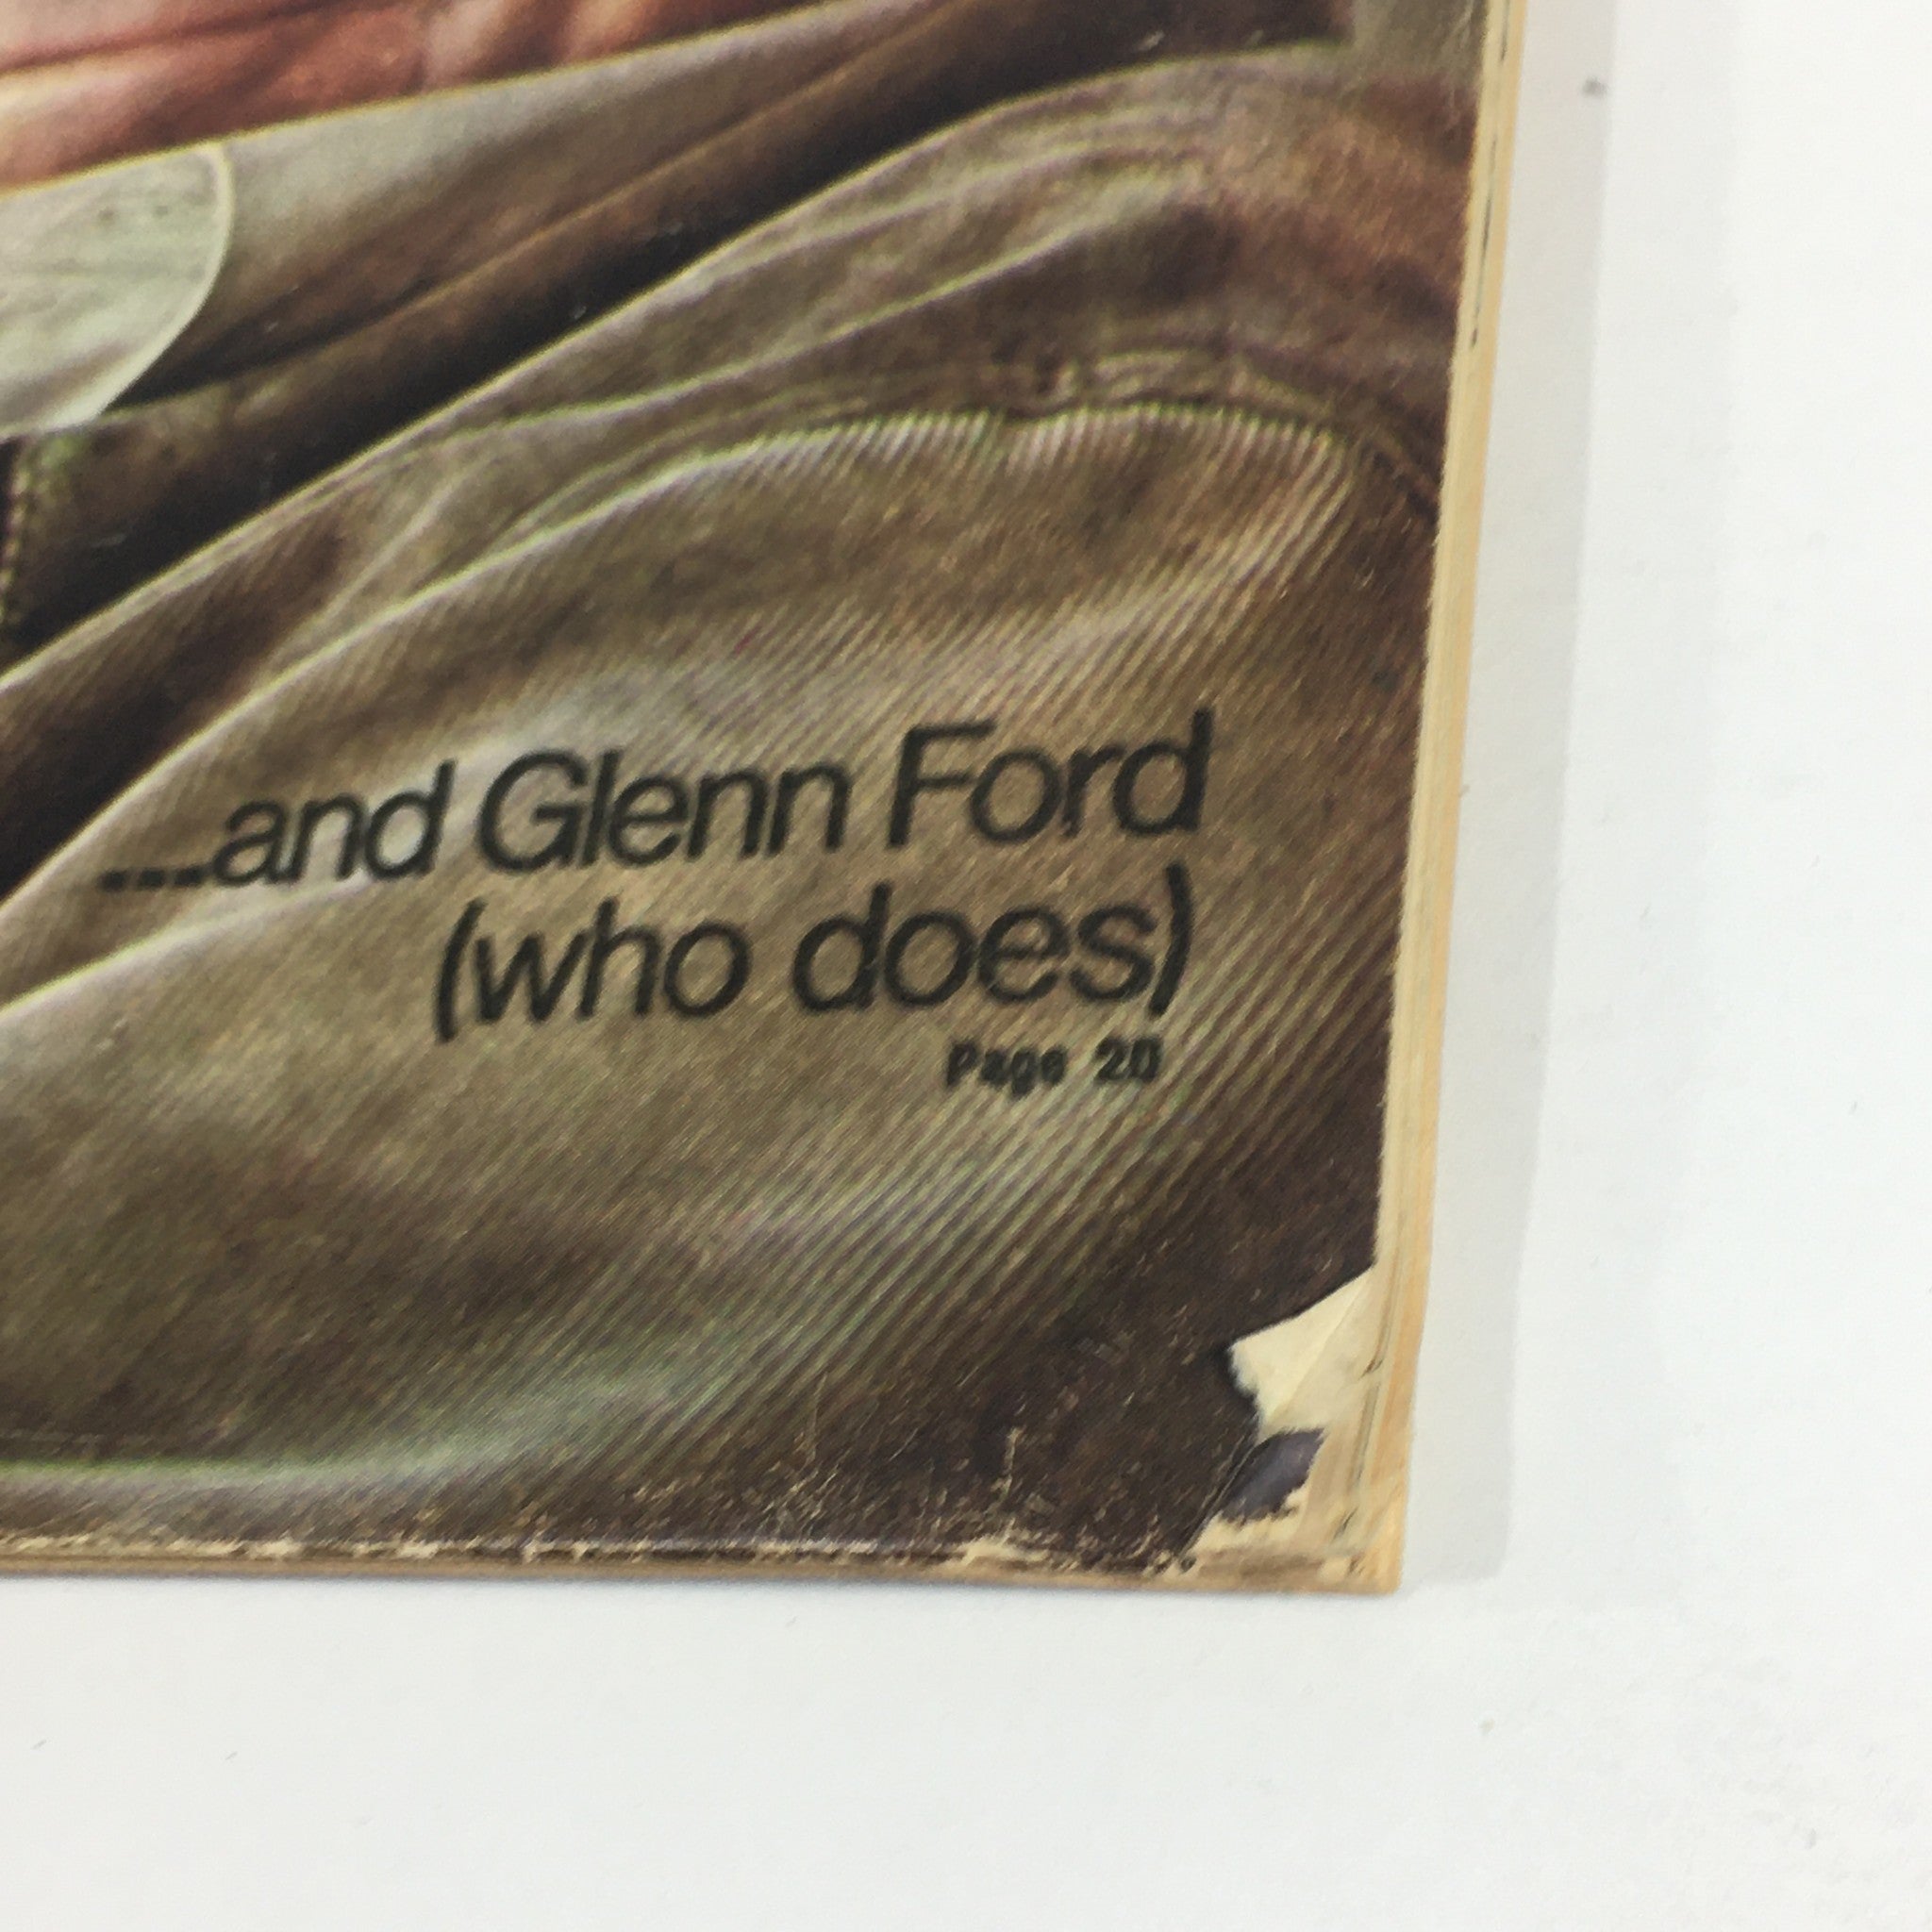 ...and Glenn Ford
(who does)
Page 20